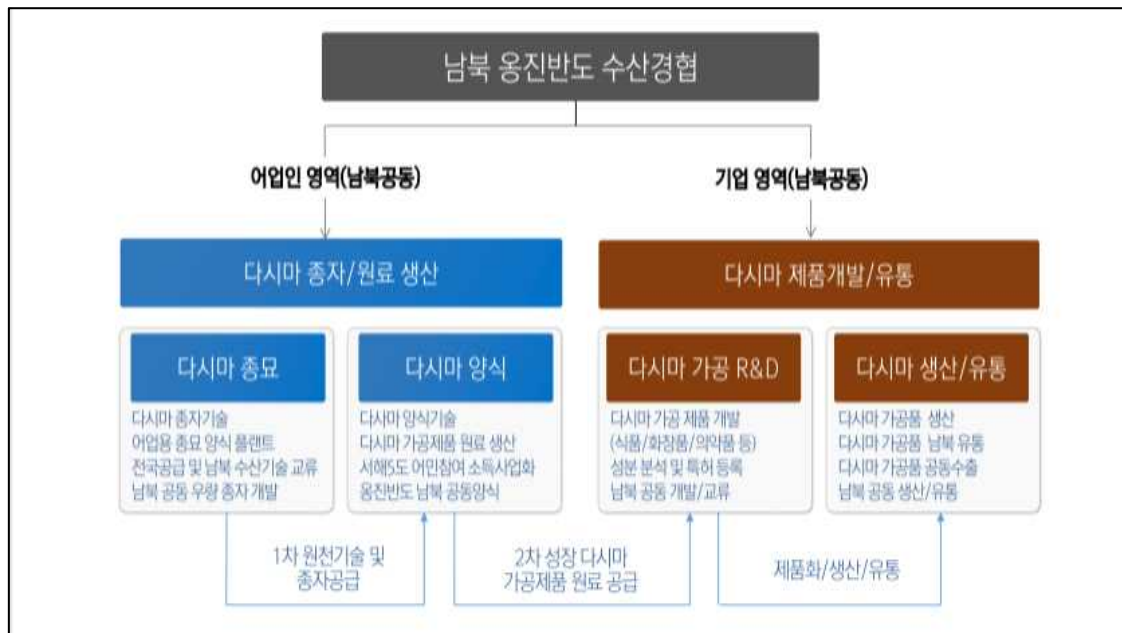 남북 옹진반도 수산경협
어업인 영역(남북공동)
기업 영역(남북공동)
다시마 종자/원료 생산
다시마 제품개발/유통
다시마 종묘
다시마 종자기술
어업용 종묘 양식 플랜트
전국공급 및 남북 수산기술 교류
남북 공동 우량 종자 개발
다시마 양식
다사마 양식기술
다시마 가공제품 원료 생산
서해5도 어민참여 소득사업화
옹진반도 남북 공동양식
다시마 가공 R&D
다시마 가공 제품 개발
(식품/화장품/의약품 등)
성분 분석 및 특허 등록
남북 공동 개발/교류
다시마 생산/유통
다시마 가공품 생산
다시마 가공품 남북 유통
다시마 가공품 공동수출
남북 공동 생산/유통
1차 원천기술 및
종자공급
2차 성장 다시마
가공제품 원료 공급
제품화/생산/유통